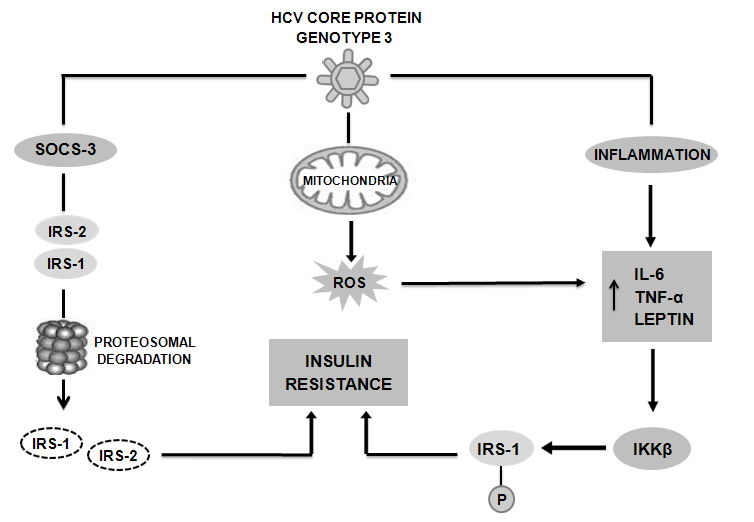 HCV CORE PROTEIN
GENOTYPE 3
SOCS-3
MITOCHONDRIA
INFLAMMATION
IRS-2
IRS-1
ROS
IL-6
TNF-α
LEPTIN
PROTEOSOMAL
DEGRADATION
INSULIN
RESISTANCE
IRS-1
IRS-2
IRS-1
IKKβ
P